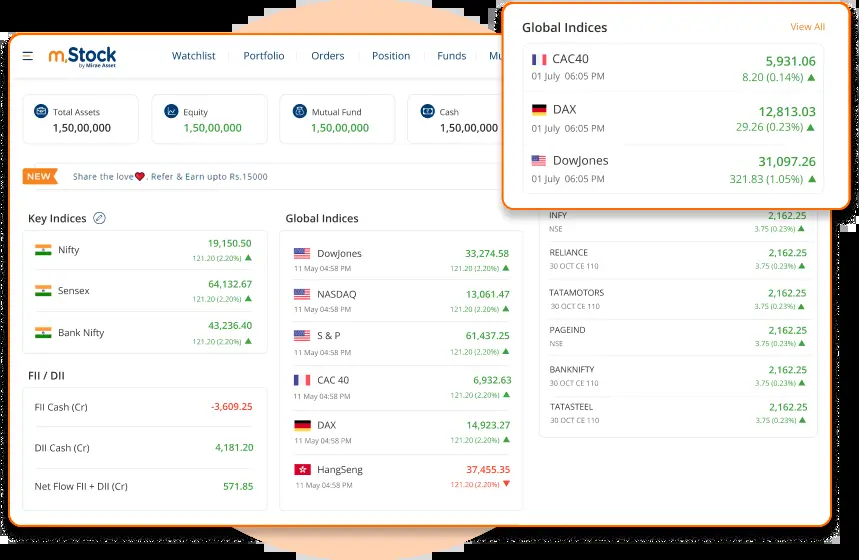 Global Indices View All
CAC40 5,931.06
01 July 06:05 PM 8.20 (0.14%)
DAX 12,813.03
01 July 06:05 PM 29.26 (0.23%)
DowJones 31,097.26
01 July 06:05 PM 321.83 (1.05%)
m.Stock
by Mirae Asset
Watchlist Portfolio Orders Position Funds Mu
Total Assets
1,50,00,000
Equity
1,50,00,000
Mutual Fund
1,50,00,000
Cash
1,50,00,000
NEW Share the love❤. Refer & Earn upto Rs.15000
Key Indices
Nifty 19,150.50
121.20 (2.20%)
Sensex 64,132.67
121.20 (2.20%)
Bank Nifty 43,236.40
121.20 (2.20%)
FII / DII
FII Cash (Cr) -3,609.25
DII Cash (Cr) 4,181.20
Net Flow FII + DII (Cr) 571.85
Global Indices
DowJones 33,274.58
11 May 04:58 PM 121.20 (2.20%)
NASDAQ 13,061.47
11 May 04:58 PM 121.20 (2.20%)
S & P 61,437.25
11 May 04:58 PM 121.20 (2.20%)
CAC 40 6,932.63
11 May 04:58 PM 121.20 (2.20%)
DAX 14,923.27
11 May 04:58 PM 121.20 (2.20%)
HangSeng 37,455.35
11 May 04:58 PM 121.20 (2.20%)
INFY 2,162.25
NSE 3.75 (0.23%)
RELIANCE 2,162.25
30 OCT CE 110 3.75 (0.23%)
TATAMOTORS 2,162.25
30 OCT CE 110 3.75 (0.23%)
PAGEIND 2,162.25
NSE 3.75 (0.23%)
BANKNIFTY 2,162.25
30 OCT CE 110 3.75 (0.23%)
TATASTEEL 2,162.25
30 OCT CE 110 3.75 (0.23%)